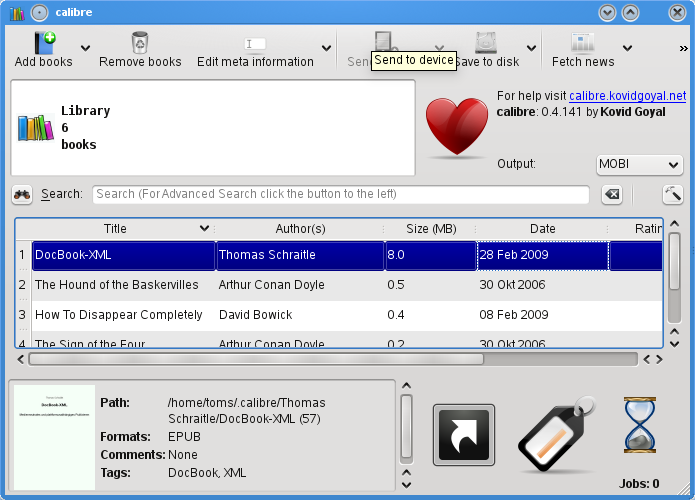 calibre
Add books Remove books Edit meta information Send to device Save to disk Fetch news »
Library
6
books
For help visit calibre.kovidgoyal.net
calibre: 0.4.141 by Kovid Goyal
Output: MOBI
Search: Search (For Advanced Search click the button to the left)
Title Author(s) Size (MB) Date Ratin
1 DocBook-XML Thomas Schraitle 8.0 28 Feb 2009
2 The Hound of the Baskervilles Arthur Conan Doyle 0.5 30 Okt 2006
3 How To Disappear Completely David Bowick 0.4 08 Feb 2009
4 The Sign of the Four Arthur Conan Doyle 0.2 30 Okt 2006
DocBook-XML
Path: /home/toms/.calibre/Thomas
Schraitle/DocBook-XML (57)
Formats: EPUB
Comments: None
Tags: DocBook, XML
Jobs: 0